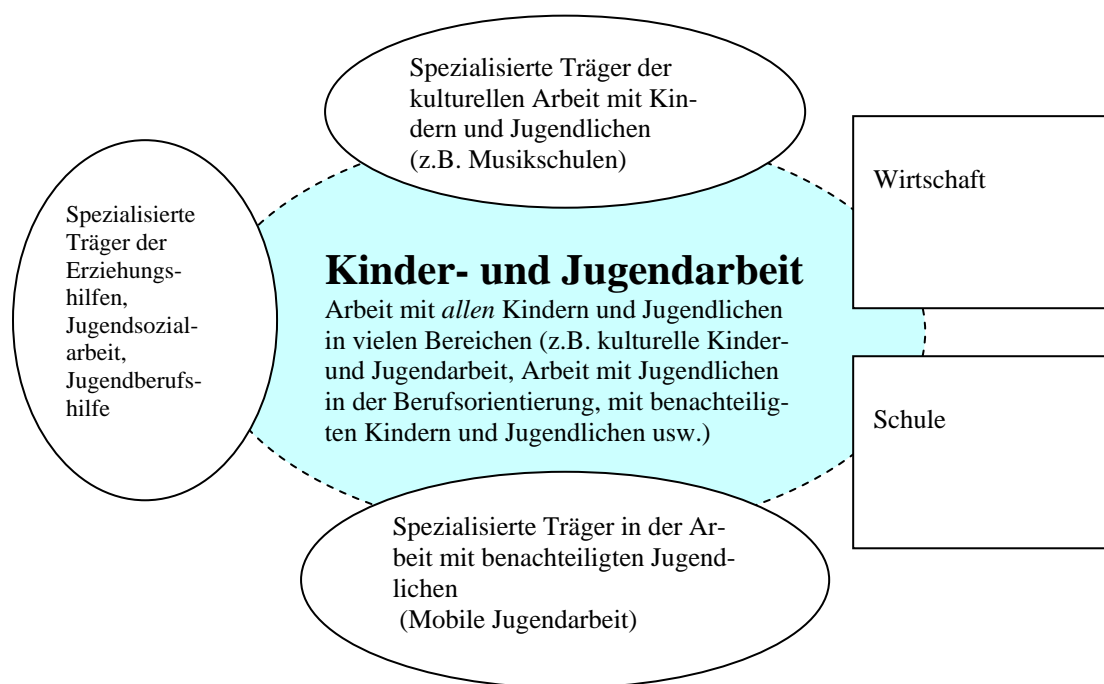 Spezialisierte Träger der
kulturellen Arbeit mit Kin-
dern und Jugendlichen
(z.B. Musikschulen)
Wirtschaft
Spezialisierte
Träger der
Erziehungs-
hilfen,
Jugendsozial-
arbeit,
Jugendberufs-
hilfe
Kinder- und Jugendarbeit
Arbeit mit allen Kindern und Jugendlichen
in vielen Bereichen (z.B. kulturelle Kinder-
und Jugendarbeit, Arbeit mit Jugendlichen
in der Berufsorientierung, mit benachteilig-
ten Kindern und Jugendlichen usw.)
Schule
Spezialisierte Träger in der Ar-
beit mit benachteiligten Jugend-
lichen
(Mobile Jugendarbeit)